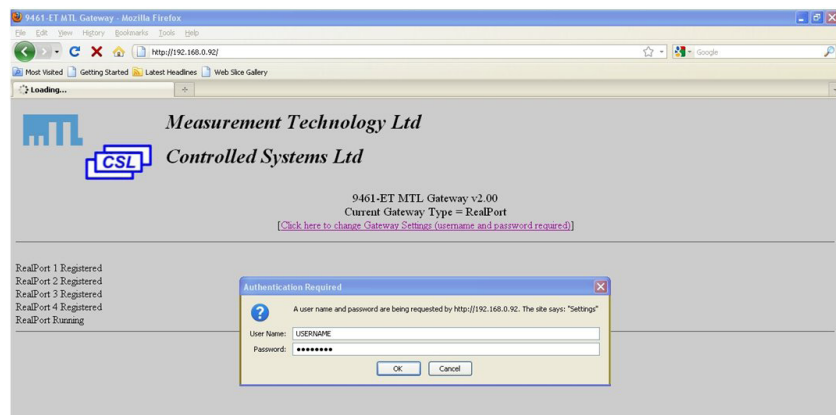 9461-ET MTL Gateway - Mozilla Firefox
File Edit View History Bookmarks Tools Help
http://192.168.0.92/
Google
Most Visited Getting Started Latest Headlines Web Slice Gallery
Loading...
MTL
CSL
Measurement Technology Ltd
Controlled Systems Ltd
9461-ET MTL Gateway v2.00
Current Gateway Type = RealPort
[Click here to change Gateway Settings (username and password required)]
RealPort 1 Registered
RealPort 2 Registered
RealPort 3 Registered
RealPort 4 Registered
RealPort Running
Authentication Required
A user name and password are being requested by http://192.168.0.92. The site says: "Settings"
User Name: USERNAME
Password: ●●●●●●●●
OK Cancel